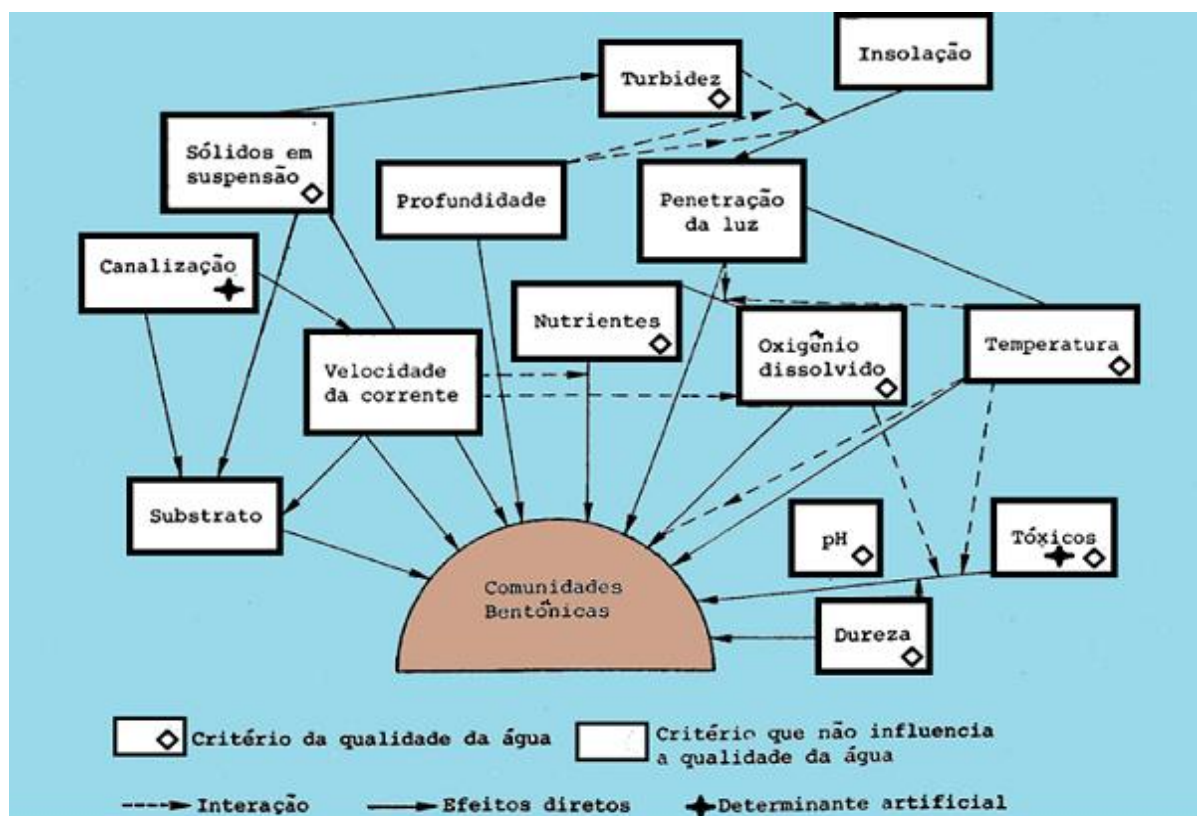 Insolação
Turbidez
Sólidos em
suspensão
Profundidade
Penetração
da luz
Canalização
Nutrientes
Oxigênio
dissolvido
Temperatura
Velocidade
da corrente
Substrato
pH
Tóxicos
Comunidades
Bentônicas
Dureza
Critério da qualidade da água
Critério que não influencia
a qualidade da água
Interação
Efeitos diretos
Determinante artificial